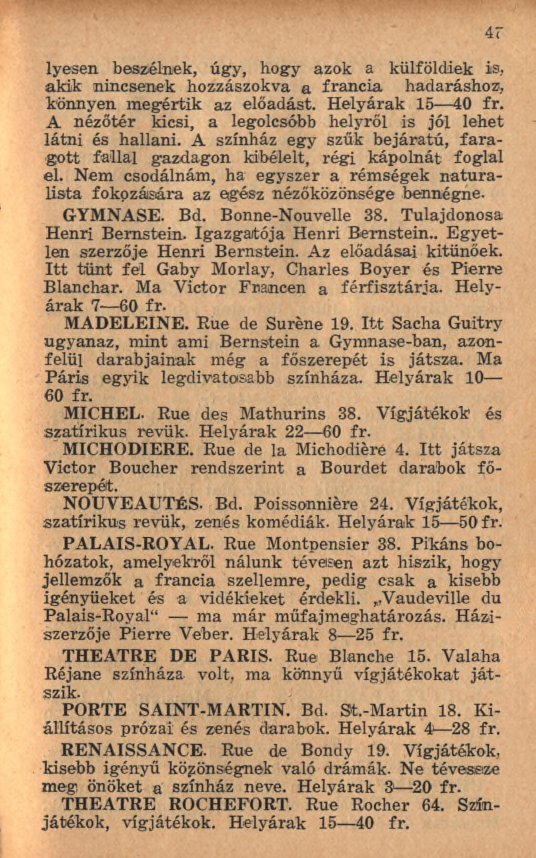 47
lyesen beszélnek, úgy, hogy azok a külföldiek is,
akik nincsenek hozzászokva a francia hadaráshoz,
könnyen megértik az előadást. Helyárak 15—40 fr.
A nézőtér kicsi, a legolcsóbb helyről is jól lehet
látni és hallani. A színház egy szűk bejáratú, fara-
gott fallal gazdagon kibélelt, régi kápolnát foglal
el. Nem csodálnám, ha egyszer a rémségek natura-
lista fokozására az egész nézőközönsége bennégne.
GYMNASE. Bd. Bonne-Nouvelle 38. Tulajdonosa
Henri Bernstein. Igazgatója Henri Bernstein.. Egyet-
len szerzője Henri Bernstein. Az előadásai kitünőek.
Itt tünt fel Gaby Morlay, Charles Boyer és Pierre
Blanchar. Ma Victor Francen a férfisztárja. Hely-
árak 7—60 fr.
MADELEINE. Rue de Surène 19. Itt Sacha Guitry
ugyanaz, mint ami Bernstein a Gymnase-ban, azon-
felül darabjainak még a főszerepét is játsza. Ma
Páris egyik legdivatosabb színháza. Helyárak 10—
60 fr.
MICHEL. Rue des Mathurins 38. Vígjátékok és
szatírikus revük. Helyárak 22—60 fr.
MICHODIERE. Rue de la Michodière 4. Itt játsza
Victor Boucher rendszerint a Bourdet darabok fő-
szerepét.
NOUVEAUTÉS. Bd. Poissonnière 24. Vígjátékok,
szatírikus revük, zenés komédiák. Helyárak 15—50 fr.
PALAIS-ROYAL. Rue Montpensier 38. Pikáns bo-
hózatok, amelyekről nálunk tévesen azt hiszik, hogy
jellemzők a francia szellemre, pedig csak a kisebb
igényüeket és a vidékieket érdekli. „Vaudeville du
Palais-Royal“ — ma már műfajmeghatározás. Házi-
szerzője Pierre Veber. Helyárak 8—25 fr.
THEATRE DE PARIS. Rue Blanche 15. Valaha
Réjane színháza volt, ma könnyű vígjátékokat ját-
szik.
PORTE SAINT-MARTIN. Bd. St.-Martin 18. Ki-
állításos prózai és zenés darabok. Helyárak 4—28 fr.
RENAISSANCE. Rue de Bondy 19. Vígjátékok,
kisebb igényű közönségnek való drámák. Ne tévessze
meg önöket a színház neve. Helyárak 3—20 fr.
THEATRE ROCHEFORT. Rue Rocher 64. Szín-
játékok, vígjátékok. Helyárak 15—40 fr.